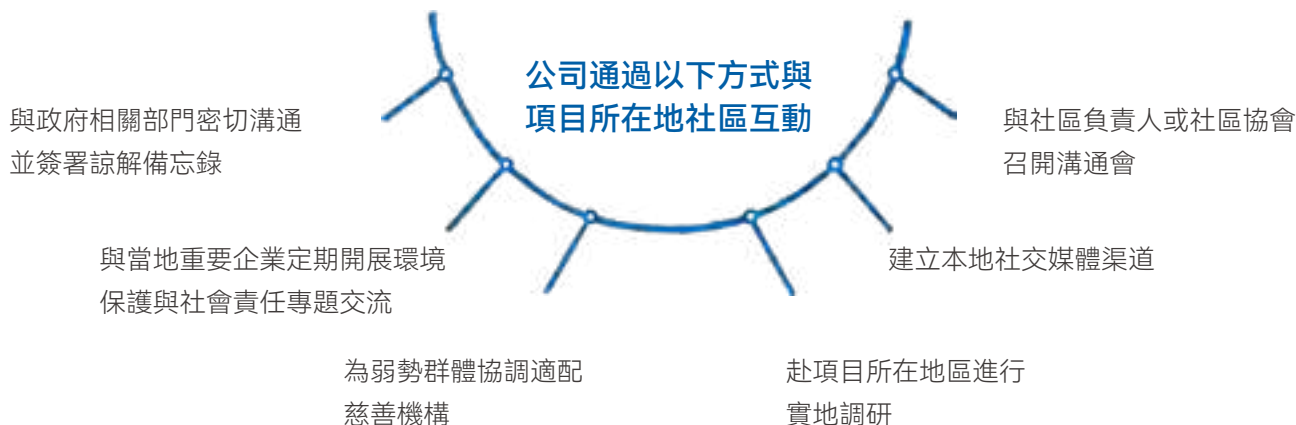 公司通過以下方式與
項目所在地社區互動
與政府相關部門密切溝通
並簽署諒解備忘錄
與當地重要企業定期開展環境
保護與社會責任專題交流
為弱勢群體協調適配
慈善機構
赴項目所在地區進行
實地調研
建立本地社交媒體渠道
與社區負責人或社區協會
召開溝通會